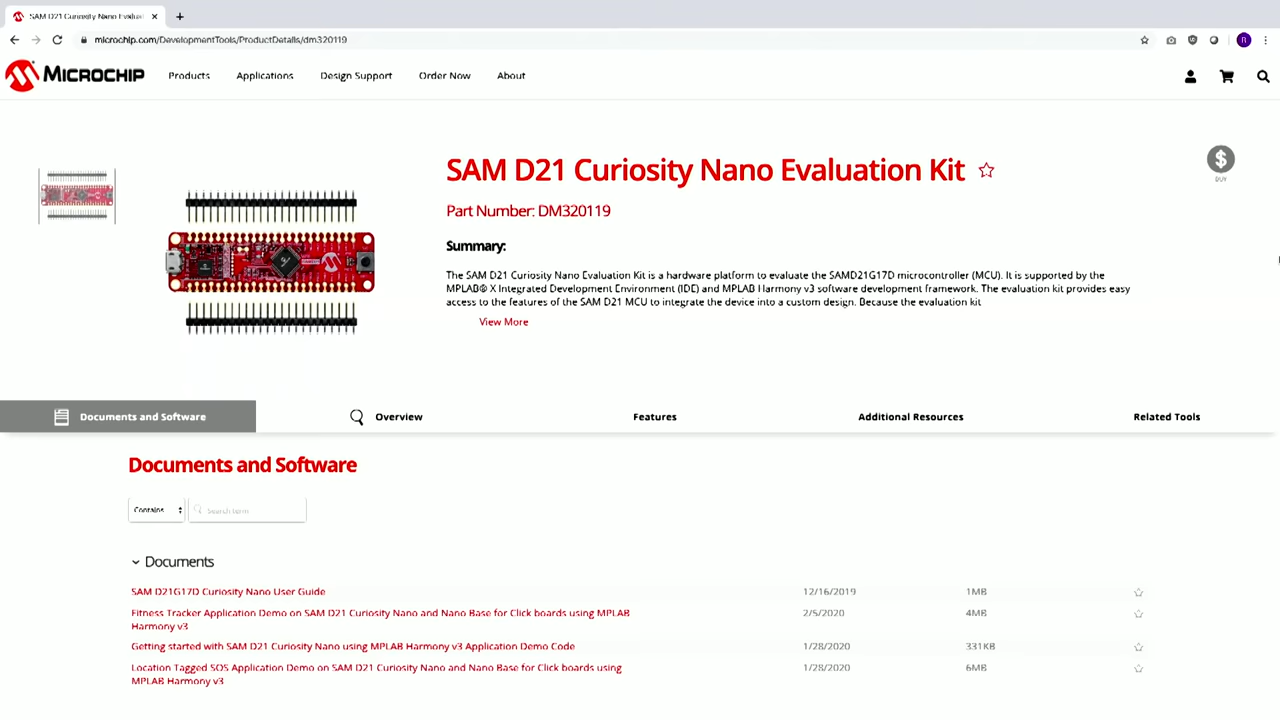 SAM D21 Curiosity Nano Evaluat
microchip.com/DevelopmentTools/ProductDetails/dm320119
MICROCHIP
Products
Applications
Design Support
Order Now
About
SAM D21 Curiosity Nano Evaluation Kit
$
BUY
Part Number: DM320119
Summary:
The SAM D21 Curiosity Nano Evaluation Kit is a hardware platform to evaluate the SAMD21G17D microcontroller (MCU). It is supported by the
MPLAB® X Integrated Development Environment (IDE) and MPLAB Harmony v3 software development framework. The evaluation kit provides easy
access to the features of the SAM D21 MCU to integrate the device into a custom design. Because the evaluation kit
View More
Documents and Software
Overview
Features
Additional Resources
Related Tools
Documents and Software
Contains
Search term
Documents
SAM D21G17D Curiosity Nano User Guide 12/16/2019 1MB
Fitness Tracker Application Demo on SAM D21 Curiosity Nano and Nano Base for Click boards using MPLAB 2/5/2020 4MB
Harmony v3
Getting started with SAM D21 Curiosity Nano using MPLAB Harmony v3 Application Demo Code 1/28/2020 331KB
Location Tagged SOS Application Demo on SAM D21 Curiosity Nano and Nano Base for Click boards using 1/28/2020 6MB
MPLAB Harmony v3